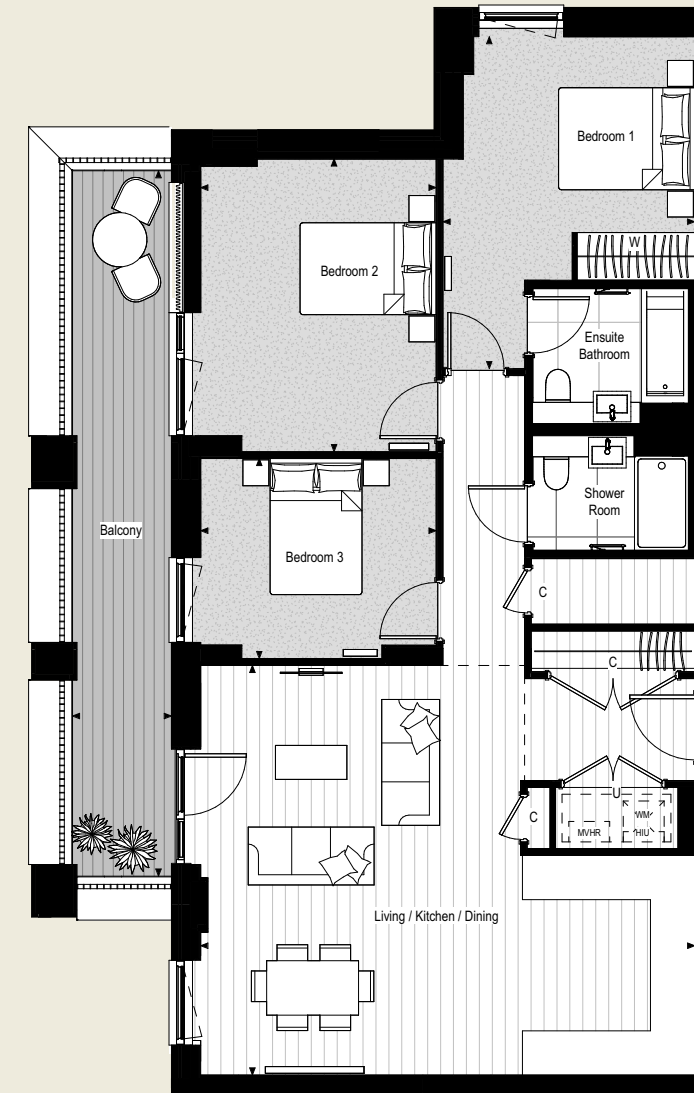 Bedroom 1
W
Bedroom 2
Ensuite
Bathroom
Shower
Room
Balcony
Bedroom 3
C
C
U
C
WM
MVHR
HIU
Living / Kitchen / Dining